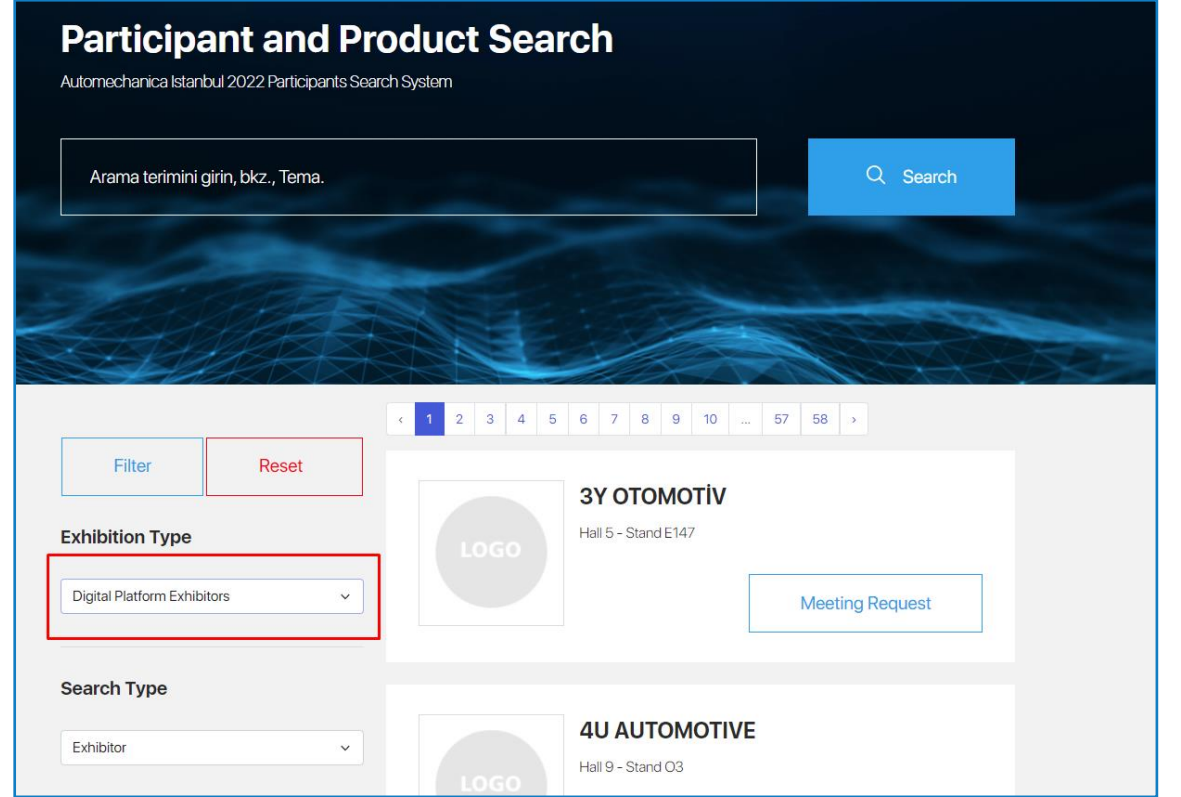 Participant and Product Search
Automechanica Istanbul 2022 Participants Search System
Arama terimini girin, bkz., Tema.
Search
‹ 1 2 3 4 5 6 7 8 9 10 ... 57 58 ›
Filter
Reset
Exhibition Type
Digital Platform Exhibitors
Search Type
Exhibitor
LOGO
3Y OTOMOTİV
Hall 5 - Stand E147
Meeting Request
LOGO
4U AUTOMOTIVE
Hall 9 - Stand O3